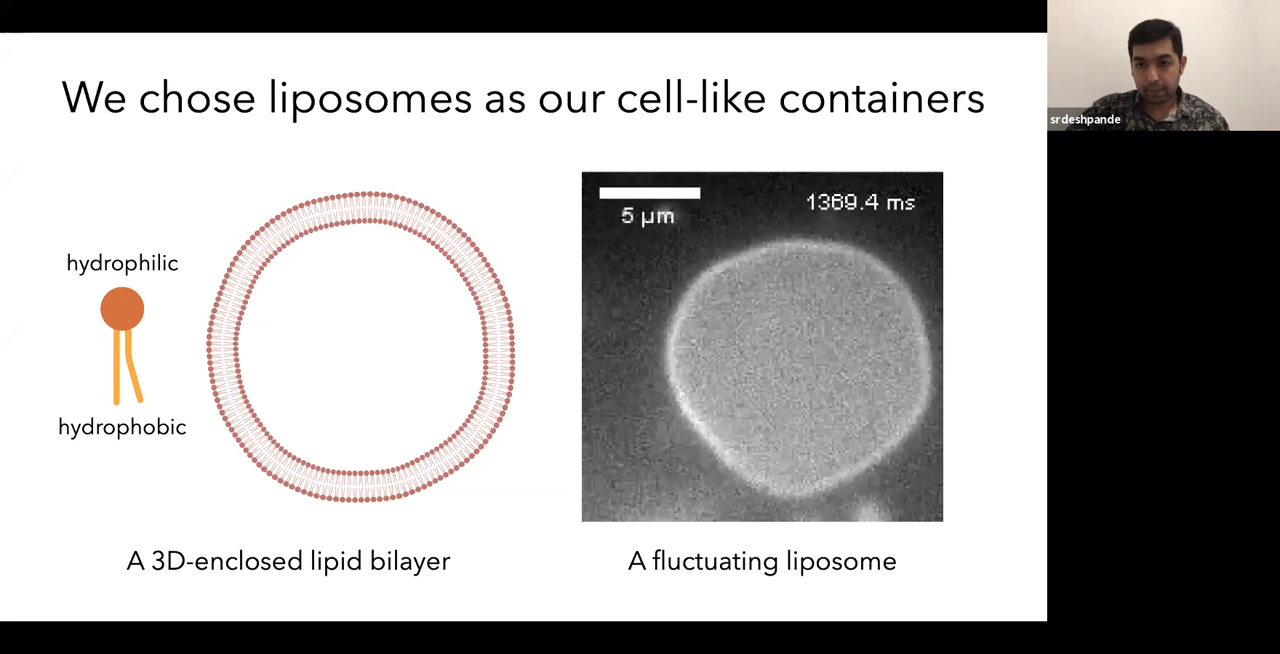 We chose liposomes as our cell-like containers
srdeshpande
5 μm
1369.4 ms
hydrophilic
hydrophobic
A 3D-enclosed lipid bilayer
A fluctuating liposome